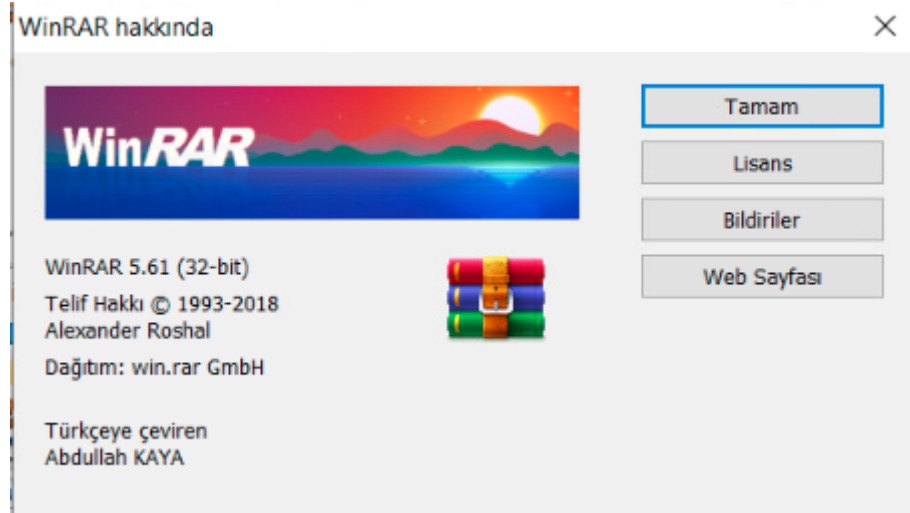 WinRAR hakkında
WinRAR
Tamam
Lisans
Bildiriler
Web Sayfası
WinRAR 5.61 (32-bit)
Telif Hakkı © 1993-2018
Alexander Roshal
Dağıtım: win.rar GmbH
Türkçeye çeviren
Abdullah KAYA